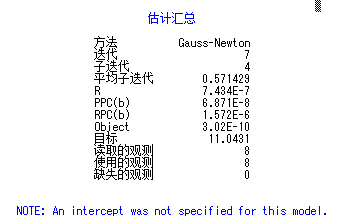 估计汇总
方法 Gauss-Newton
迭代 7
子迭代 4
平均子迭代 0.571429
R 7.434E-7
PPC(b) 6.871E-8
RPC(b) 1.572E-6
Object 3.02E-10
目标 11.0431
读取的观测 8
使用的观测 8
缺失的观测 0
NOTE: An intercept was not specified for this model.